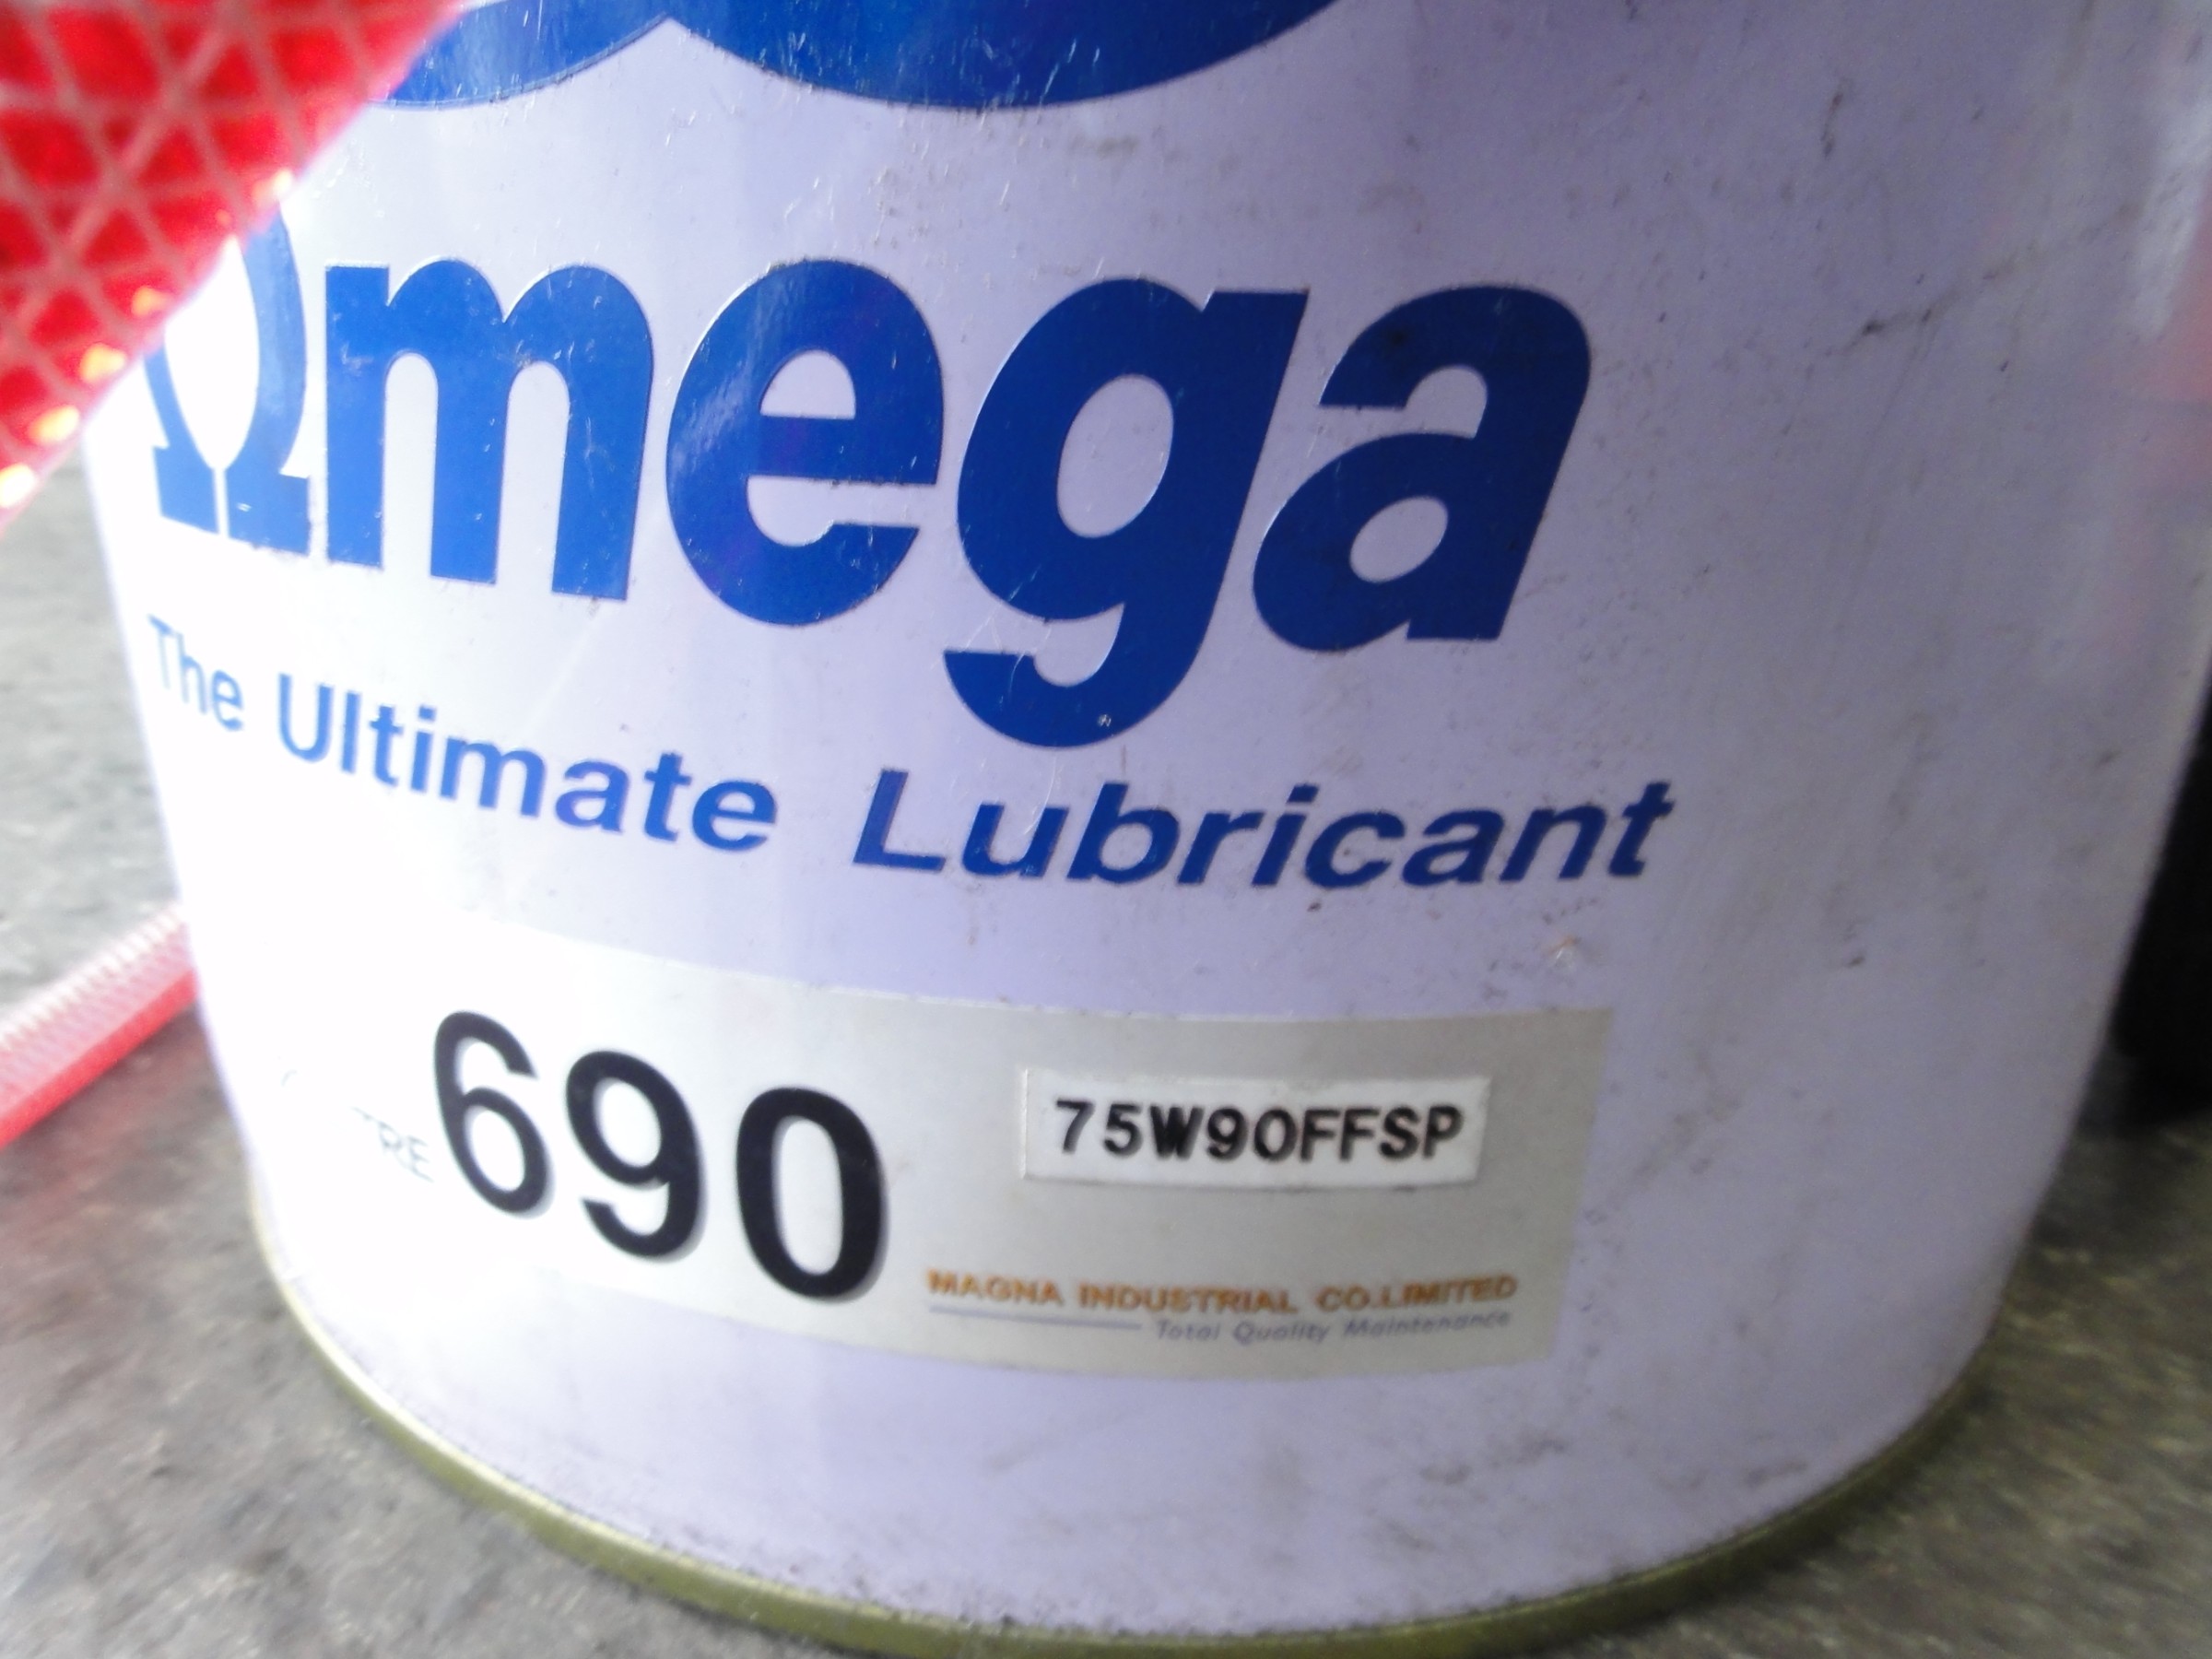 Ωmega
The Ultimate Lubricant
690
75W90FFSP
MAGNA INDUSTRIAL CO.LIMITED
Total Quality Maintenance